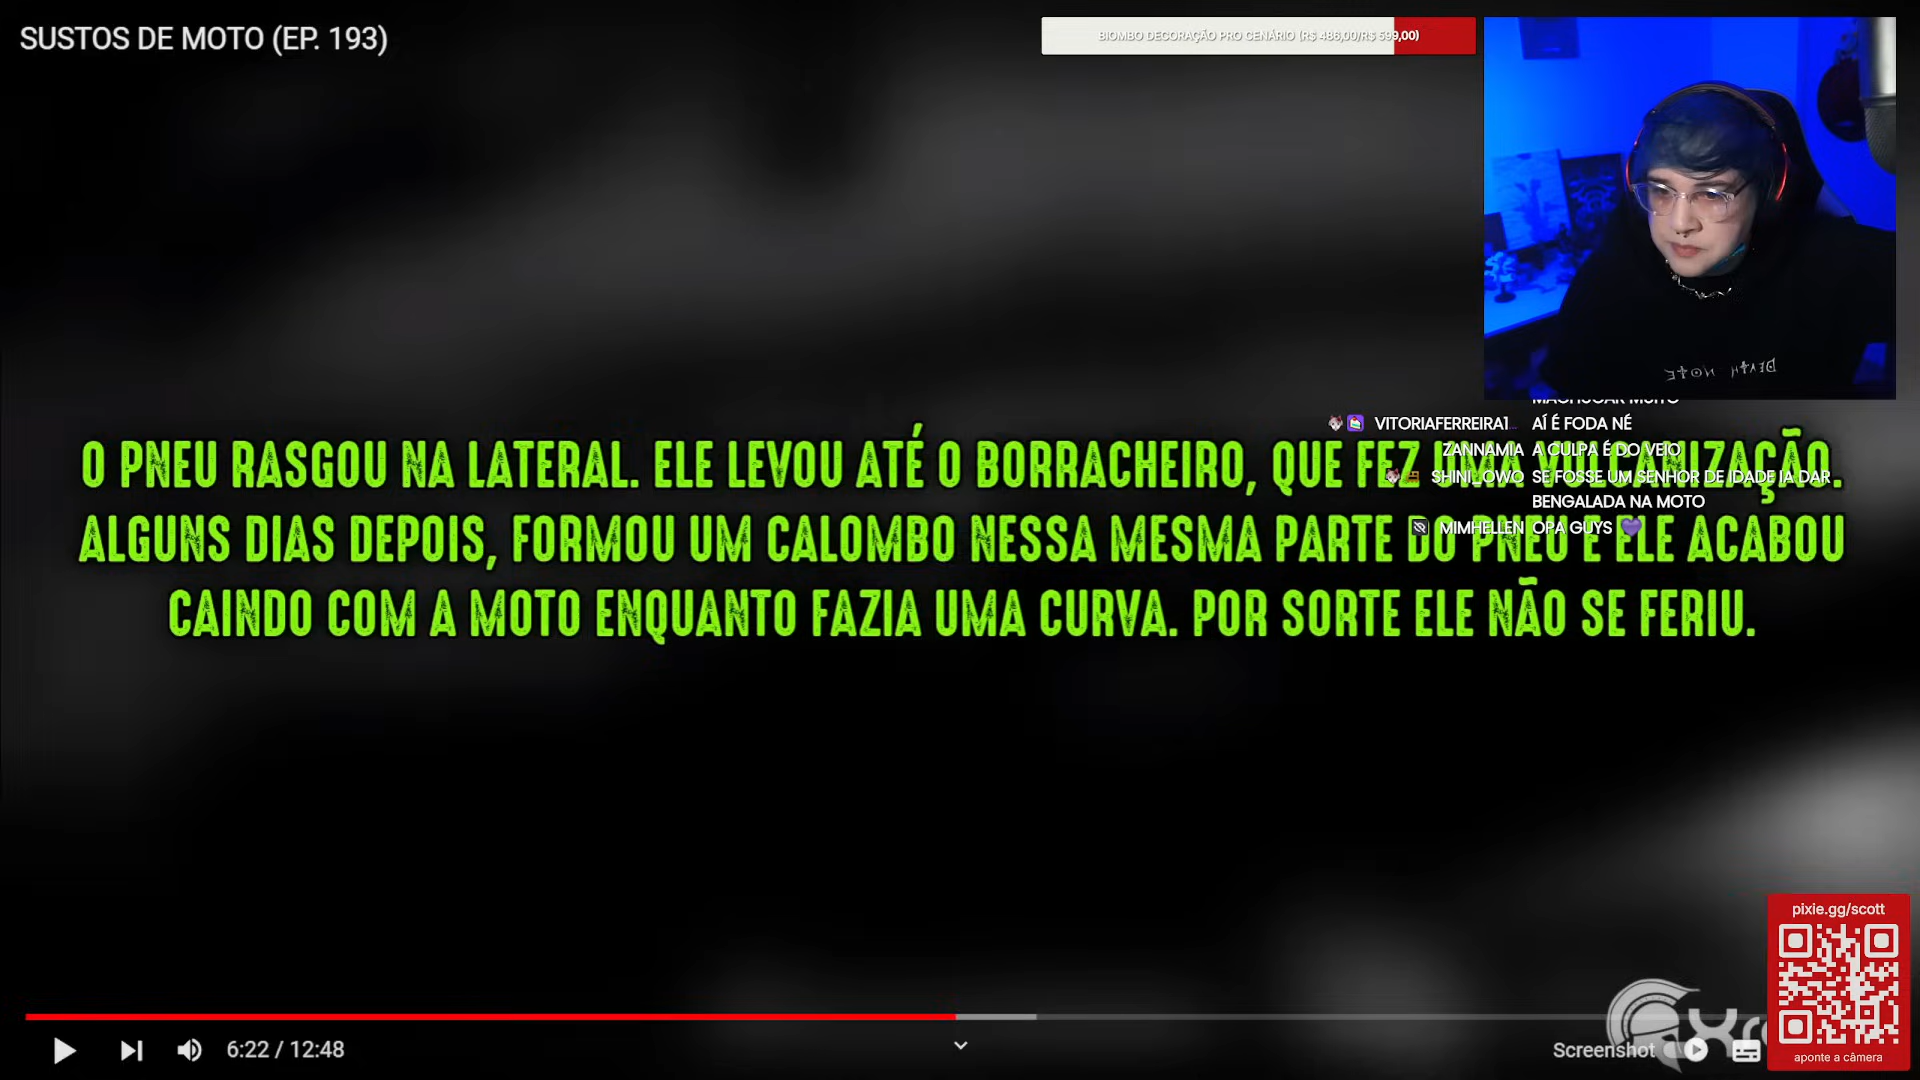 SUSTOS DE MOTO (EP. 193)
BIOMBO DECORAÇÃO PRO CENÁRIO (R$ 486,00/R$ 599,00)
DEATH NOTE
MACHUCAR MUITO
VITORIAFERREIRA1... AÍ É FODA NÉ
ZANNAMIA A CULPA É DO VEIO
SHINI_OWO SE FOSSE UM SENHOR DE IDADE IA DAR
BENGALADA NA MOTO
MIMHELLEN OPA GUYS
O PNEU RASGOU NA LATERAL. ELE LEVOU ATÉ O BORRACHEIRO, QUE FEZ UMA VULCANIZAÇÃO.
ALGUNS DIAS DEPOIS, FORMOU UM CALOMBO NESSA MESMA PARTE DO PNEU E ELE ACABOU
CAINDO COM A MOTO ENQUANTO FAZIA UMA CURVA. POR SORTE ELE NÃO SE FERIU.
pixie.gg/scott
aponte a câmera
6:22 / 12:48
Screenshot